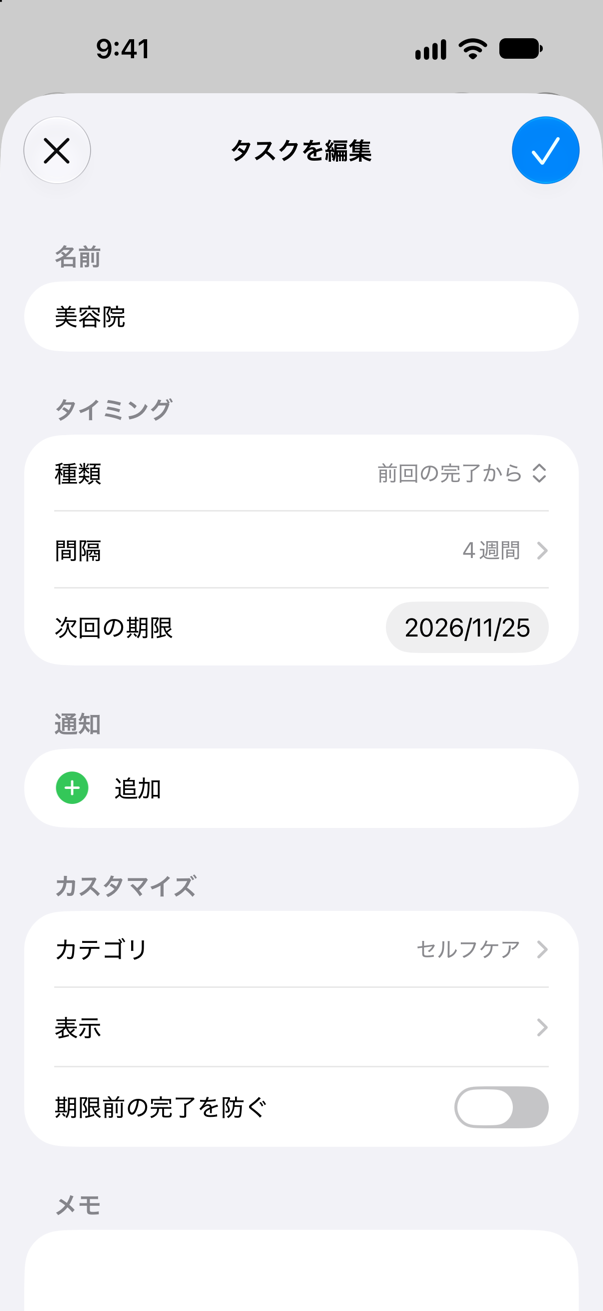 9:41
タスクを編集
名前
美容院
タイミング
種類 前回の完了から
間隔 4週間
次回の期限 2026/11/25
通知
追加
カスタマイズ
カテゴリ セルフケア
表示
期限前の完了を防ぐ
メモ